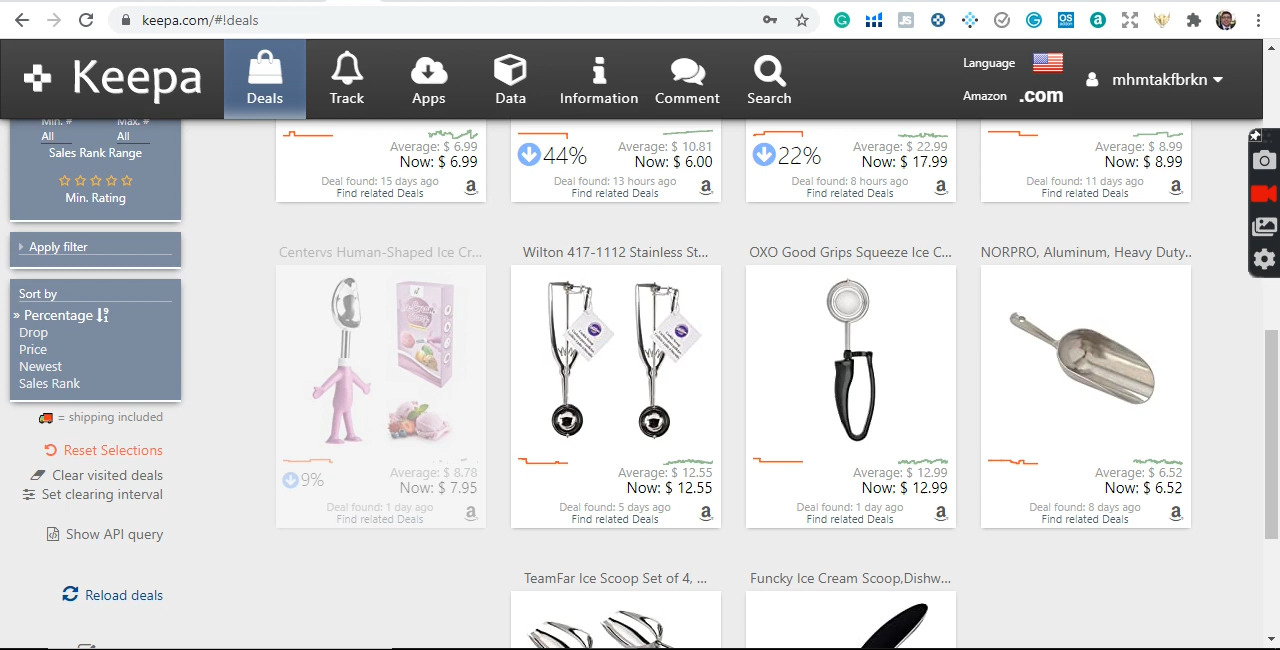 keepa.com/#!deals
Keepa
Deals
Track
Apps
Data
Information
Comment
Search
Language
Amazon .com
mhmtakfbrkn
Min. # Max. #
All All
Sales Rank Range
Min. Rating
Apply filter
Sort by
» Percentage
Drop
Price
Newest
Sales Rank
= shipping included
Reset Selections
Clear visited deals
Set clearing interval
Show API query
Reload deals
Average: $ 6.99
Now: $ 6.99
Deal found: 15 days ago
Find related Deals
44%
Average: $ 10.81
Now: $ 6.00
Deal found: 13 hours ago
Find related Deals
22%
Average: $ 22.99
Now: $ 17.99
Deal found: 8 hours ago
Find related Deals
Average: $ 8.99
Now: $ 8.99
Deal found: 11 days ago
Find related Deals
Centervs Human-Shaped Ice Cr...
9%
Average: $ 8.78
Now: $ 7.95
Deal found: 1 day ago
Find related Deals
Wilton 417-1112 Stainless St...
Average: $ 12.55
Now: $ 12.55
Deal found: 5 days ago
Find related Deals
OXO Good Grips Squeeze Ice C...
Average: $ 12.99
Now: $ 12.99
Deal found: 1 day ago
Find related Deals
NORPRO, Aluminum, Heavy Duty..
Average: $ 6.52
Now: $ 6.52
Deal found: 8 days ago
Find related Deals
TeamFar Ice Scoop Set of 4, ...
Funcky Ice Cream Scoop,Dishw...